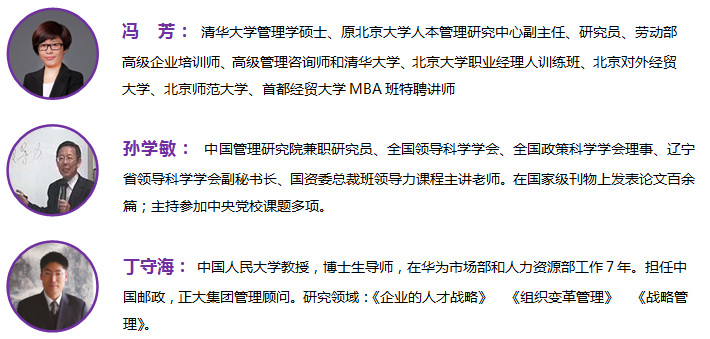 冯 芳： 清华大学管理学硕士、原北京大学人本管理研究中心副主任、研究员、劳动部
高级企业培训师、高级管理咨询师和清华大学、北京大学职业经理人训练班、北京对外经贸
大学、北京师范大学、首都经贸大学 MBA 班特聘讲师
孙学敏： 中国管理研究院兼职研究员、全国领导科学学会、全国政策科学学会理事、辽宁
省领导科学学会副秘书长、国资委总裁班领导力课程主讲老师。在国家级刊物上发表论文百余
篇；主持参加中央党校课题多项。
丁守海： 中国人民大学教授，博士生导师，在华为市场部和人力资源部工作 7 年。担任中
国邮政，正大集团管理顾问。研究领域：《企业的人才战略》 《组织变革管理》 《战略管
理》。